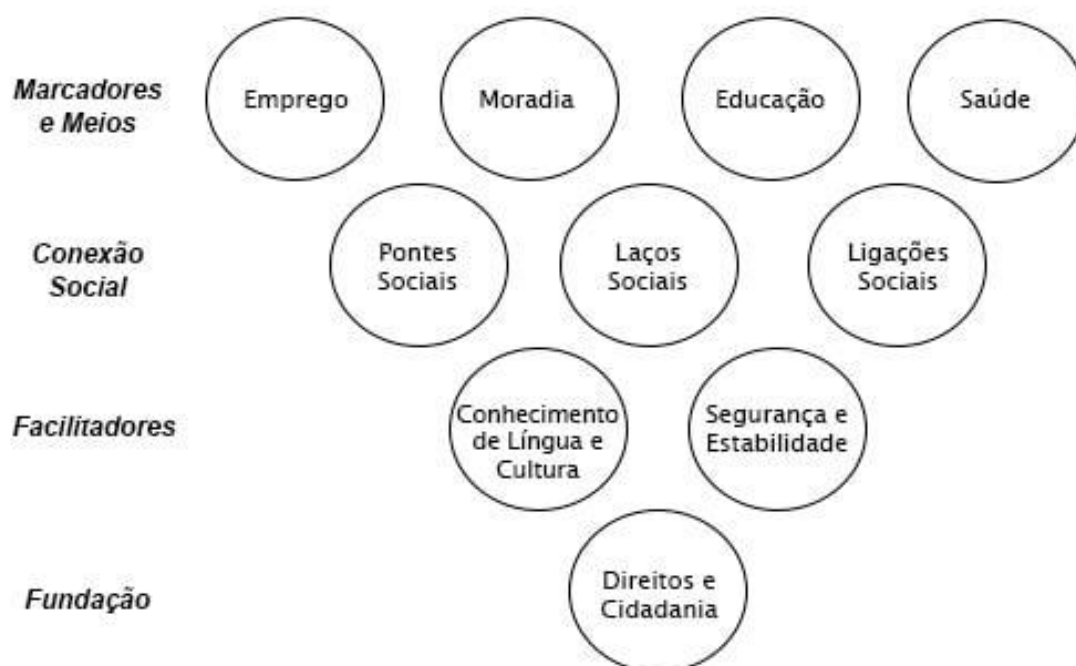 Marcadores
e Meios
Emprego
Moradia
Educação
Saúde
Conexão
Social
Pontes
Sociais
Laços
Sociais
Ligações
Sociais
Facilitadores
Conhecimento
de Língua e
Cultura
Segurança e
Estabilidade
Fundação
Direitos e
Cidadania